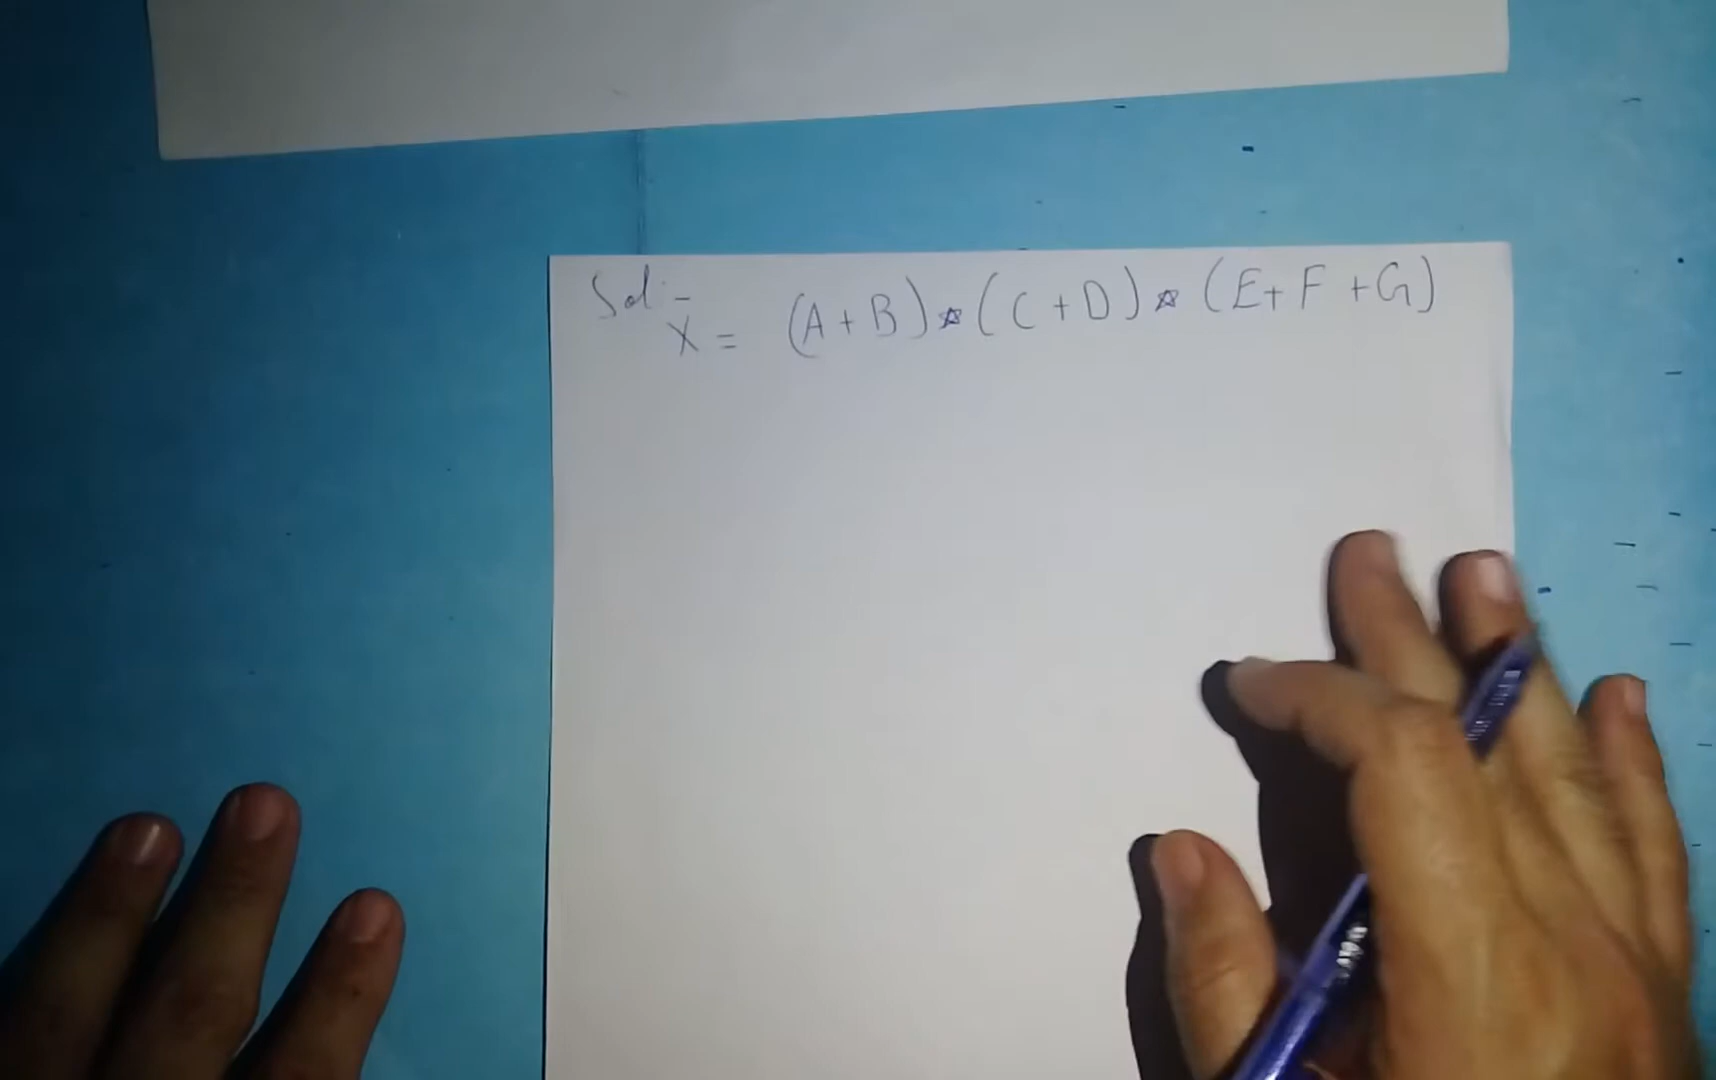 Sol:-
X = (A + B) * (C + D) * (E + F + G)